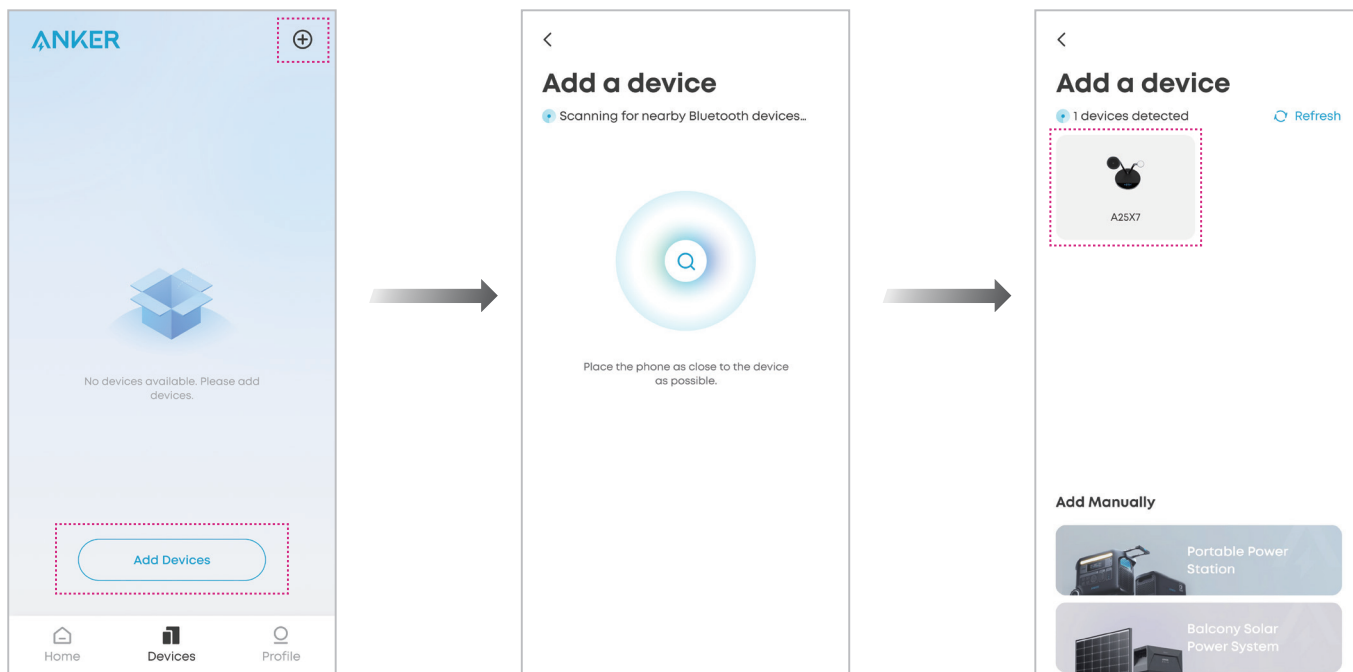 ANKER
No devices available. Please add
devices.
Add Devices
Home
Devices
Profile
Add a device
Scanning for nearby Bluetooth devices...
Place the phone as close to the device
as possible.
Add a device
1 devices detected
Refresh
A25X7
Add Manually
Portable Power
Station
Balcony Solar
Power System